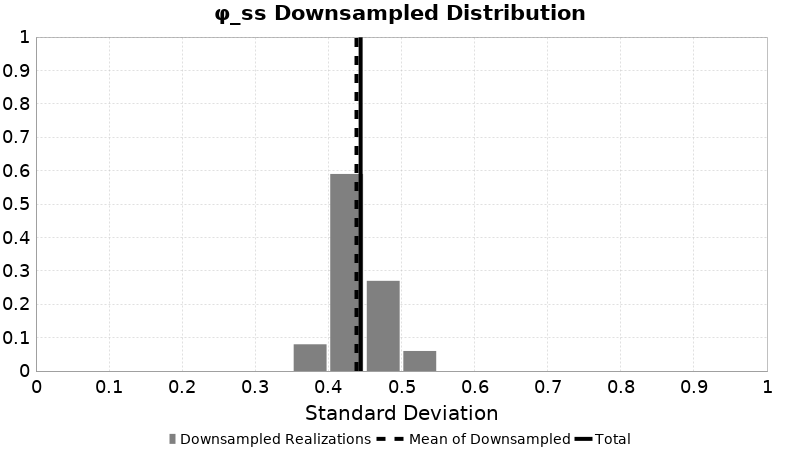 φ_ss Downsampled Distribution
1
0.9
0.8
0.7
0.6
0.5
0.4
0.3
0.2
0.1
0
0 0.1 0.2 0.3 0.4 0.5 0.6 0.7 0.8 0.9 1
Standard Deviation
Downsampled Realizations Mean of Downsampled Total